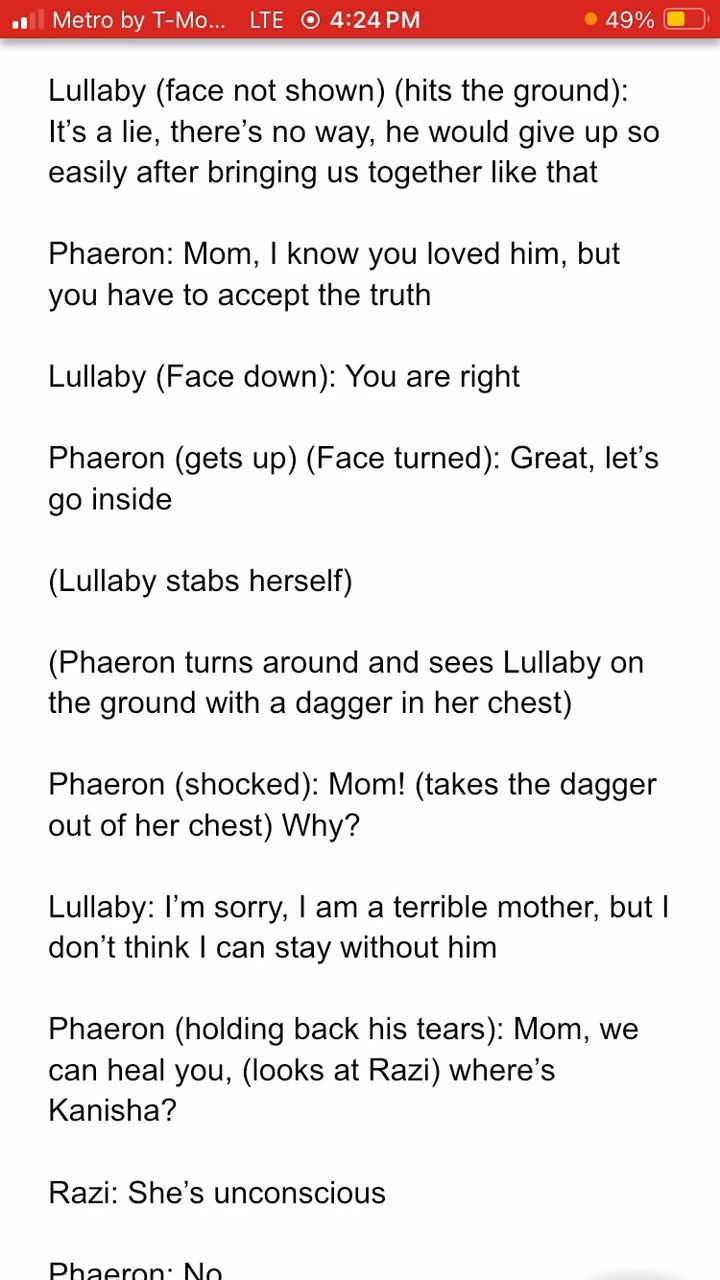 Metro by T-Mo... LTE 4:24 PM 49%
Lullaby (face not shown) (hits the ground):
It’s a lie, there’s no way, he would give up so
easily after bringing us together like that
Phaeron: Mom, I know you loved him, but
you have to accept the truth
Lullaby (Face down): You are right
Phaeron (gets up) (Face turned): Great, let’s
go inside
(Lullaby stabs herself)
(Phaeron turns around and sees Lullaby on
the ground with a dagger in her chest)
Phaeron (shocked): Mom! (takes the dagger
out of her chest) Why?
Lullaby: I’m sorry, I am a terrible mother, but I
don’t think I can stay without him
Phaeron (holding back his tears): Mom, we
can heal you, (looks at Razi) where’s
Kanisha?
Razi: She’s unconscious
Phaeron: No